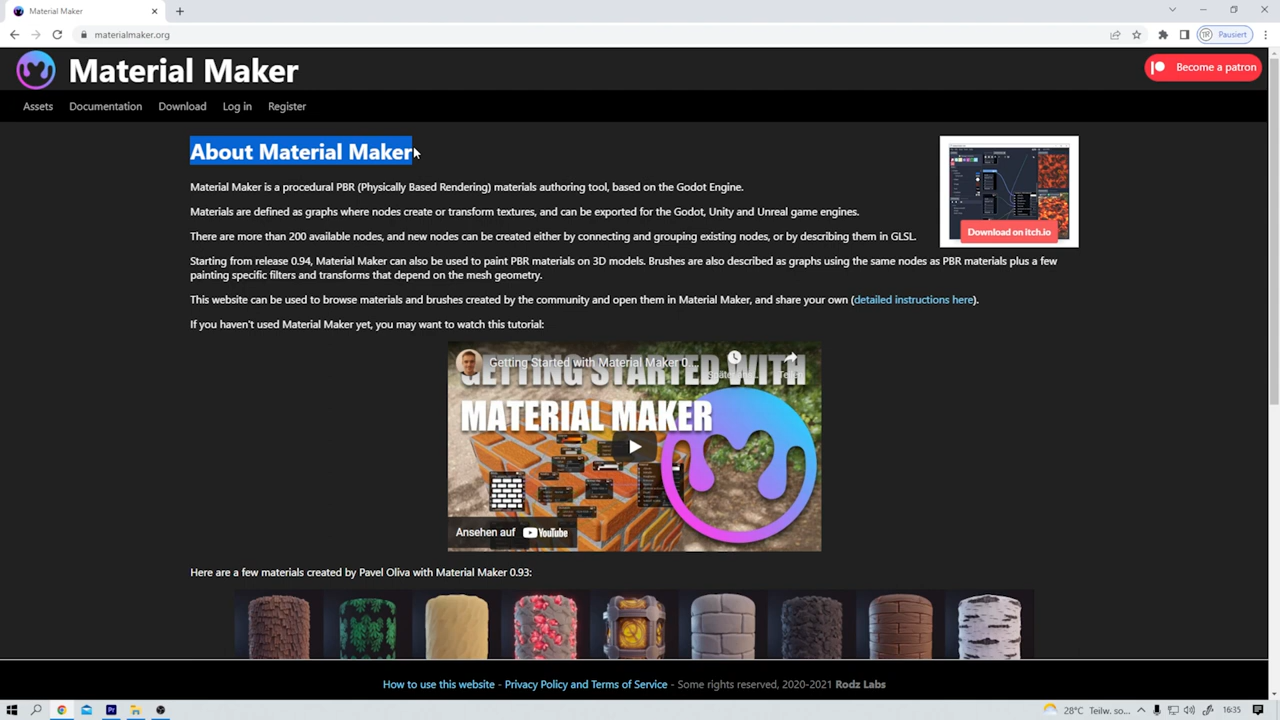 Material Maker
materialmaker.org
Pausiert
Material Maker
Become a patron
Assets Documentation Download Log in Register
About Material Maker
Material Maker is a procedural PBR (Physically Based Rendering) materials authoring tool, based on the Godot Engine.
Materials are defined as graphs where nodes create or transform textures, and can be exported for the Godot, Unity and Unreal game engines.
There are more than 200 available nodes, and new nodes can be created either by connecting and grouping existing nodes, or by describing them in GLSL.
Download on itch.io
Starting from release 0.94, Material Maker can also be used to paint PBR materials on 3D models. Brushes are also described as graphs using the same nodes as PBR materials plus a few
painting specific filters and transforms that depend on the mesh geometry.
This website can be used to browse materials and brushes created by the community and open them in Material Maker, and share your own (detailed instructions here).
If you haven't used Material Maker yet, you may want to watch this tutorial:
Getting Started with Material Maker 0....
GETTING STARTED WITH
MATERIAL MAKER
Ansehen auf YouTube
Here are a few materials created by Pavel Oliva with Material Maker 0.93:
How to use this website - Privacy Policy and Terms of Service - Some rights reserved, 2020-2021 Rodz Labs
28°C Teilw. so... 16:35